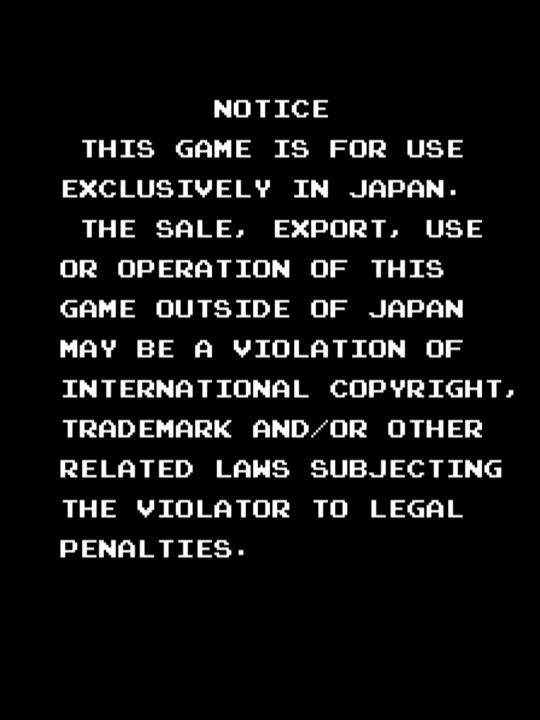 NOTICE
THIS GAME IS FOR USE
EXCLUSIVELY IN JAPAN.
THE SALE, EXPORT, USE
OR OPERATION OF THIS
GAME OUTSIDE OF JAPAN
MAY BE A VIOLATION OF
INTERNATIONAL COPYRIGHT,
TRADEMARK AND/OR OTHER
RELATED LAWS SUBJECTING
THE VIOLATOR TO LEGAL
PENALTIES.